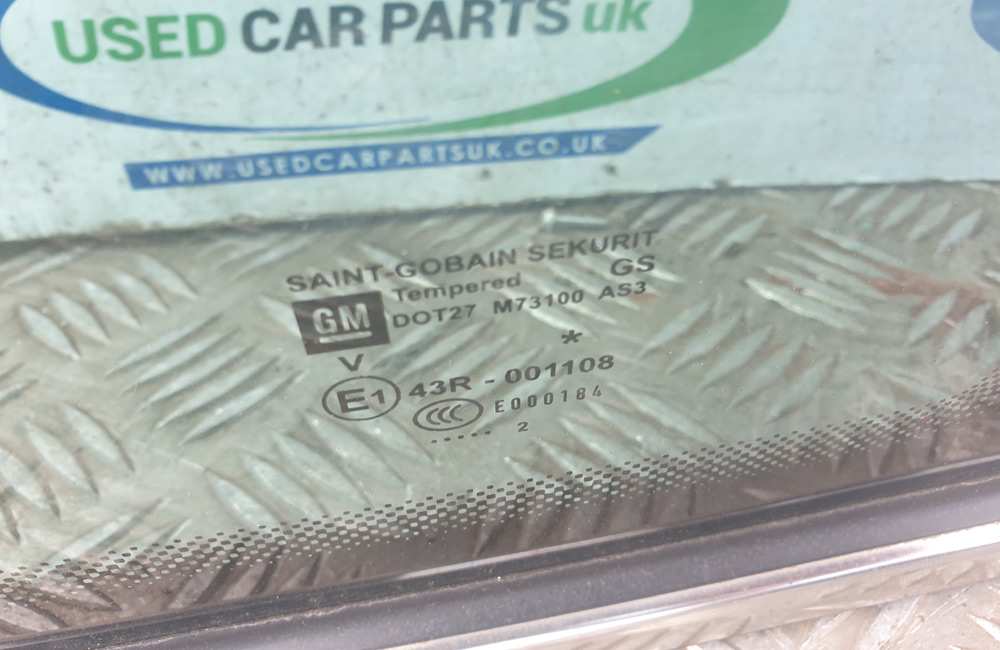 USED CAR PARTS uk
WWW.USEDCARPARTSUK.CO.UK
SAINT-GOBAIN SEKURIT
Tempered GS
GM DOT27 M73100 AS3
*
V
E1 43R - 001108
CCC E000184
..... 2